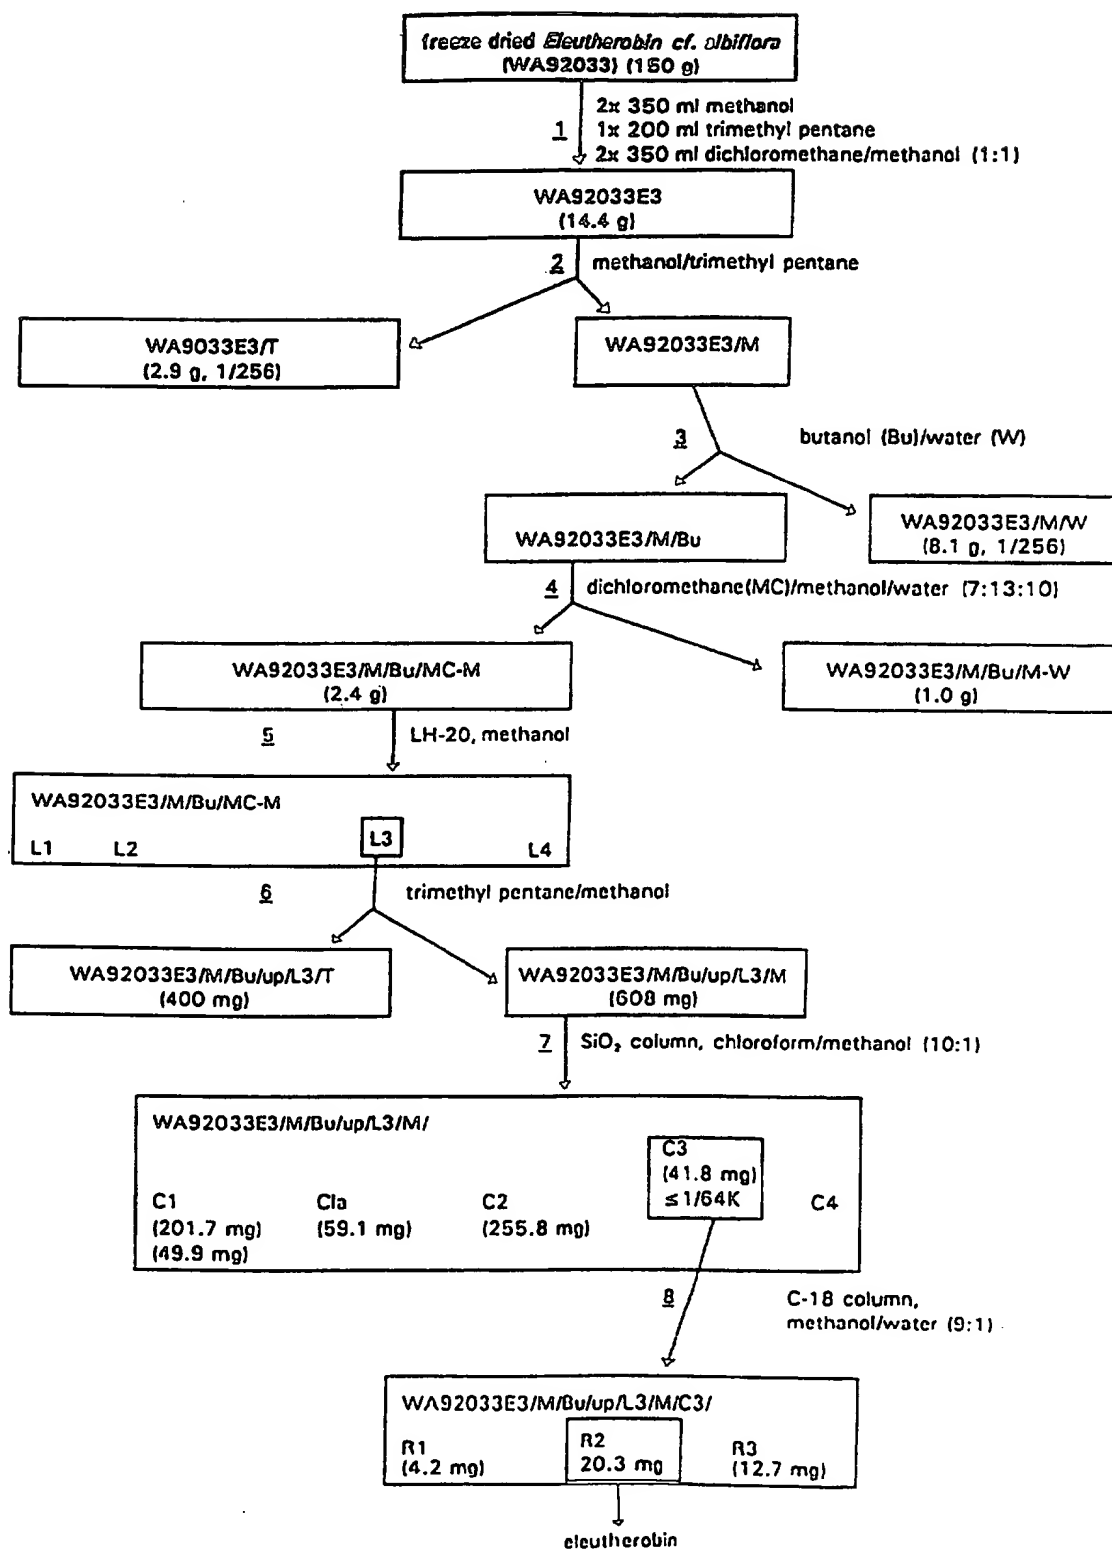 freeze dried Eleutherobin cf. albiflora
(WA92033) (150 g)
1
2x 350 ml methanol
1x 200 ml trimethyl pentane
2x 350 ml dichloromethane/methanol (1:1)
WA92033E3
(14.4 g)
2
methanol/trimethyl pentane
WA9033E3/T
(2.9 g, 1/256)
WA92033E3/M
3
butanol (Bu)/water (W)
WA92033E3/M/Bu
WA92033E3/M/W
(8.1 g, 1/256)
4
dichloromethane(MC)/methanol/water (7:13:10)
WA92033E3/M/Bu/MC-M
(2.4 g)
WA92033E3/M/Bu/M-W
(1.0 g)
5
LH-20, methanol
WA92033E3/M/Bu/MC-M
L1 L2 L3 L4
6
trimethyl pentane/methanol
WA92033E3/M/Bu/up/L3/T
(400 mg)
WA92033E3/M/Bu/up/L3/M
(608 mg)
7
SiO₂ column, chloroform/methanol (10:1)
WA92033E3/M/Bu/up/L3/M/
C1
(201.7 mg)
(49.9 mg)
Cla
(59.1 mg)
C2
(255.8 mg)
C3
(41.8 mg)
≤1/64K
C4
8
C-18 column,
methanol/water (9:1)
WA92033E3/M/Bu/up/L3/M/C3/
R1
(4.2 mg)
R2
20.3 mg
R3
(12.7 mg)
eleutherobin